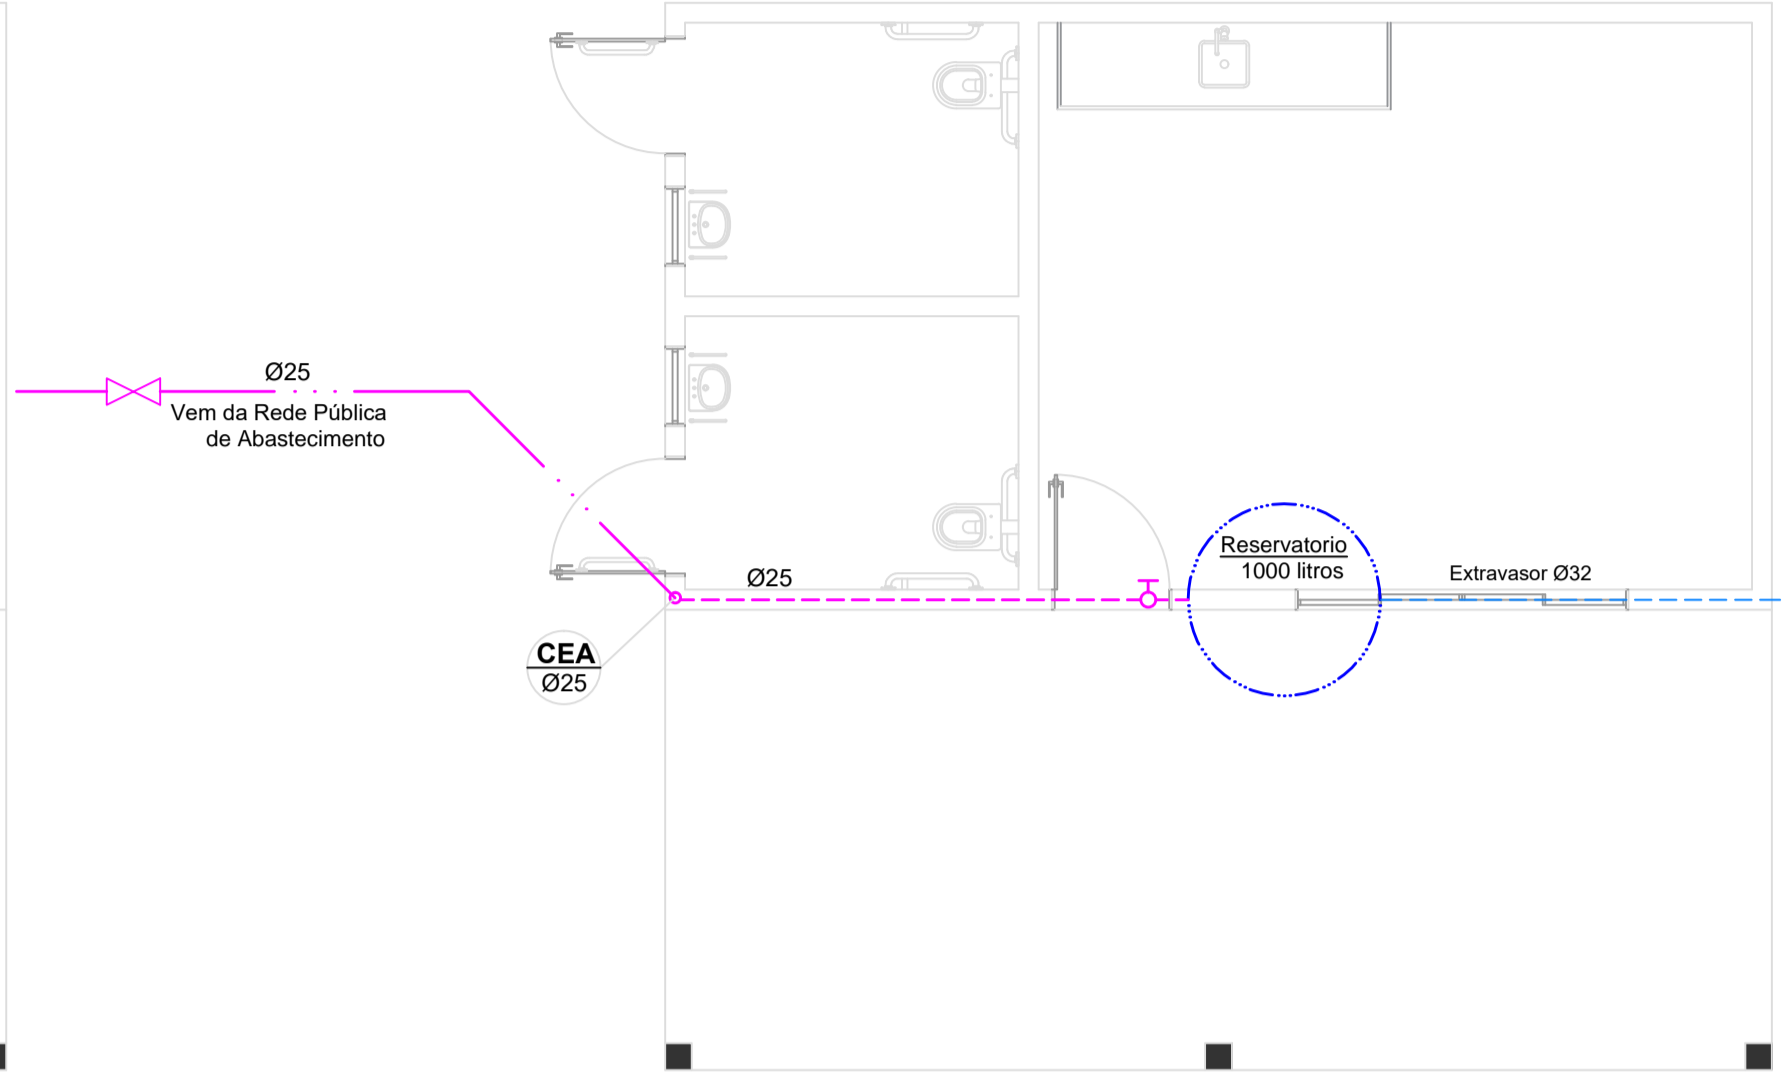 Ø25
Vem da Rede Pública
de Abastecimento
Ø25
CEA
Ø25
Reservatorio
1000 litros
Extravasor Ø32